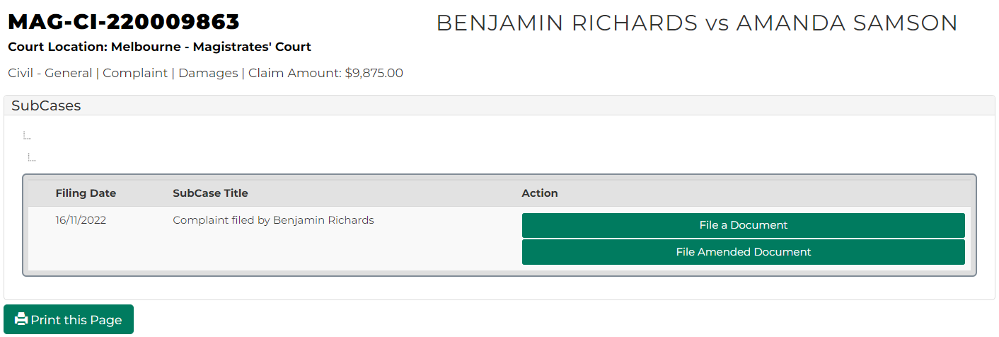 MAG-CI-220009863
BENJAMIN RICHARDS vs AMANDA SAMSON
Court Location: Melbourne - Magistrates' Court
Civil - General | Complaint | Damages | Claim Amount: $9,875.00
SubCases
Filing Date SubCase Title Action
16/11/2022 Complaint filed by Benjamin Richards File a Document
File Amended Document
Print this Page